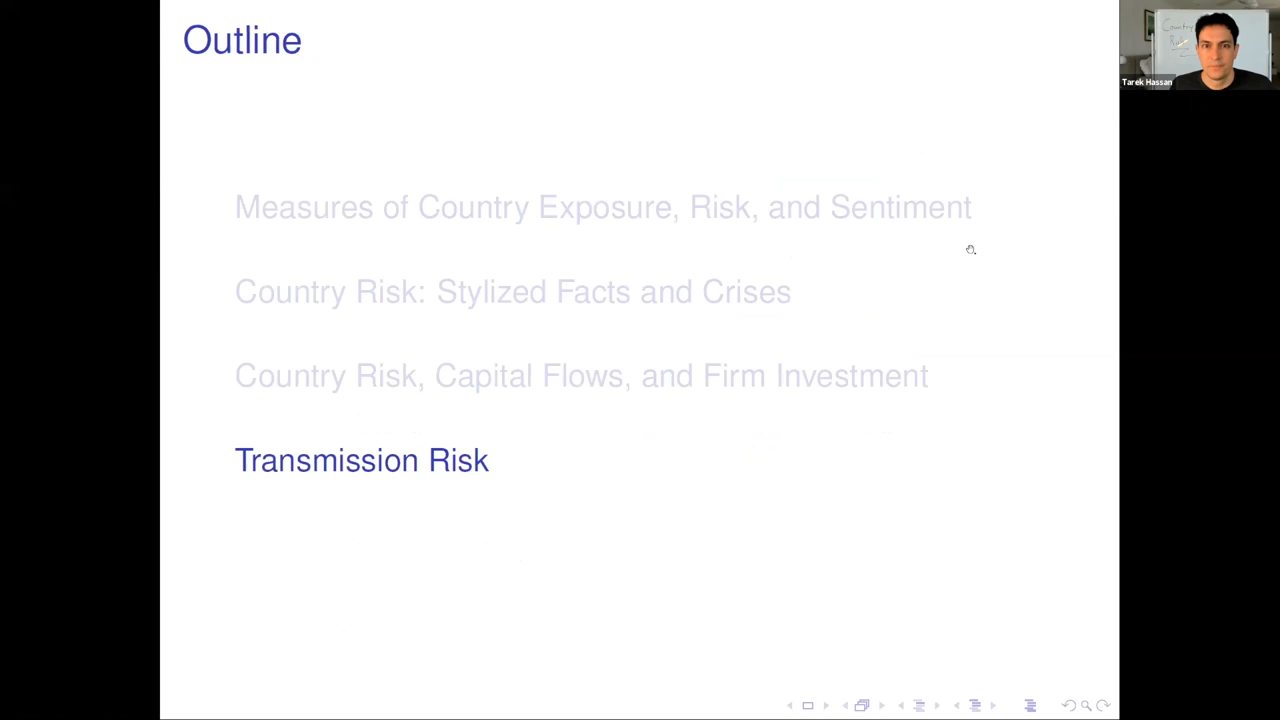 Outline
Measures of Country Exposure, Risk, and Sentiment
Country Risk: Stylized Facts and Crises
Country Risk, Capital Flows, and Firm Investment
Transmission Risk
Country
Tarek Hassan